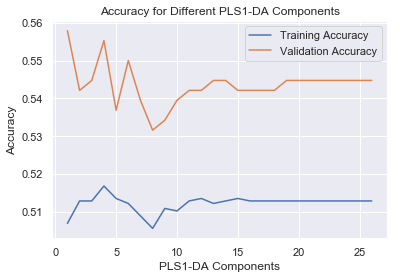 Accuracy for Different PLS1-DA Components
Training Accuracy
Validation Accuracy
Accuracy
0.56
0.55
0.54
0.53
0.52
0.51
0
5
10
15
20
25
PLS1-DA Components